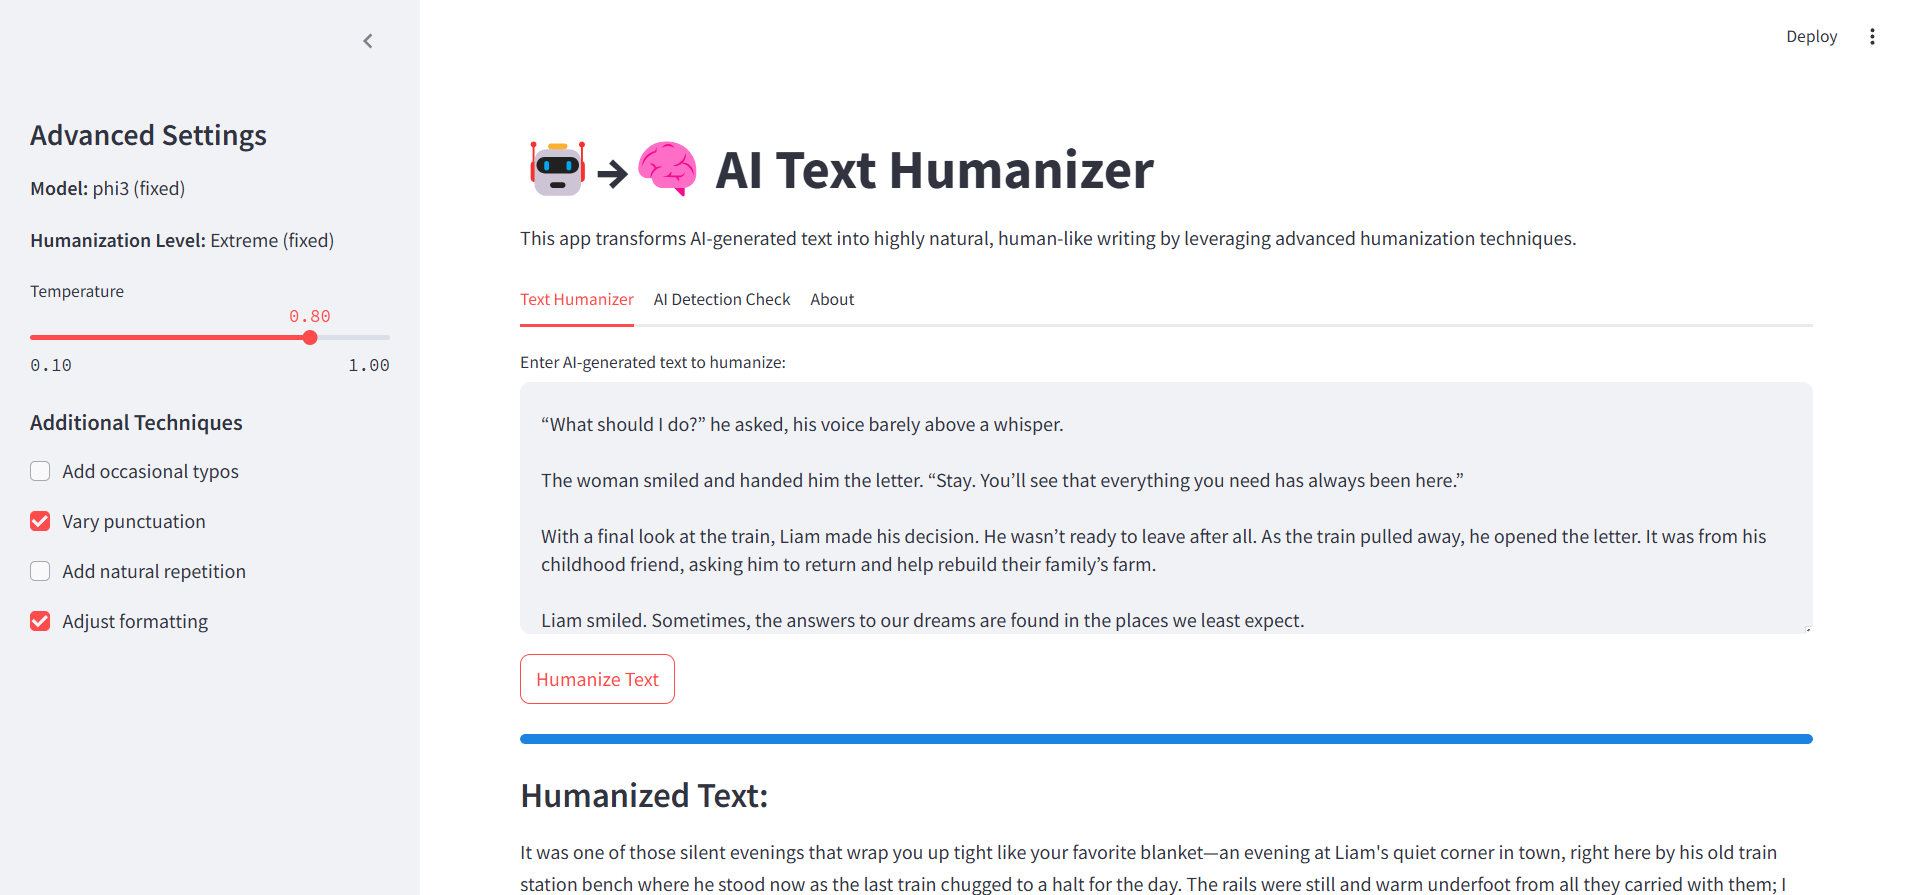 Deploy
Advanced Settings
Model: phi3 (fixed)
Humanization Level: Extreme (fixed)
Temperature
0.80
0.10 1.00
Additional Techniques
Add occasional typos
Vary punctuation
Add natural repetition
Adjust formatting
AI Text Humanizer
This app transforms AI-generated text into highly natural, human-like writing by leveraging advanced humanization techniques.
Text Humanizer AI Detection Check About
Enter AI-generated text to humanize:
“What should I do?” he asked, his voice barely above a whisper.
The woman smiled and handed him the letter. “Stay. You’ll see that everything you need has always been here.”
With a final look at the train, Liam made his decision. He wasn’t ready to leave after all. As the train pulled away, he opened the letter. It was from his
childhood friend, asking him to return and help rebuild their family’s farm.
Liam smiled. Sometimes, the answers to our dreams are found in the places we least expect.
Humanize Text
Humanized Text:
It was one of those silent evenings that wrap you up tight like your favorite blanket—an evening at Liam's quiet corner in town, right here by his old train
station bench where he stood now as the last train chugged to a halt for the day. The rails were still and warm underfoot from all they carried with them; I